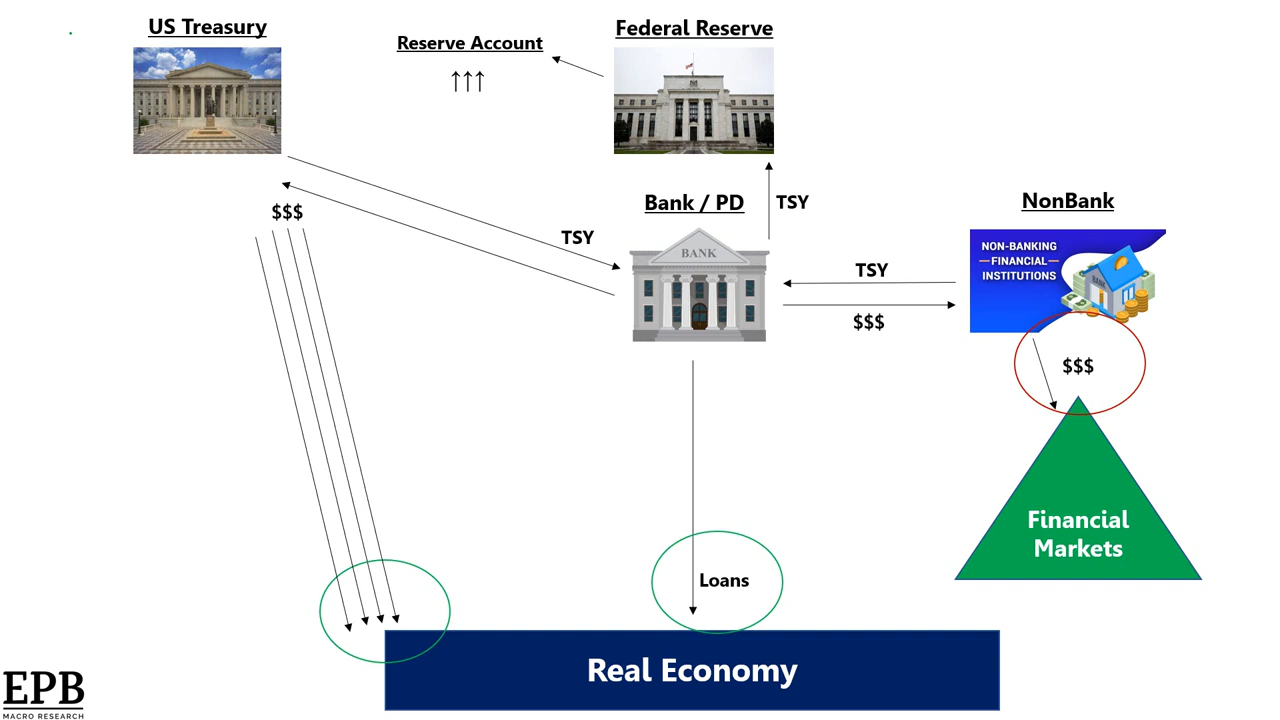 US Treasury
Federal Reserve
Reserve Account
↑↑↑
Bank / PD
TSY
NonBank
$$$
TSY
BANK
NON-BANKING
FINANCIAL
INSTITUTIONS
BANK
TSY
$$$
$$$
Financial
Markets
Loans
Real Economy
EPB
MACRO RESEARCH